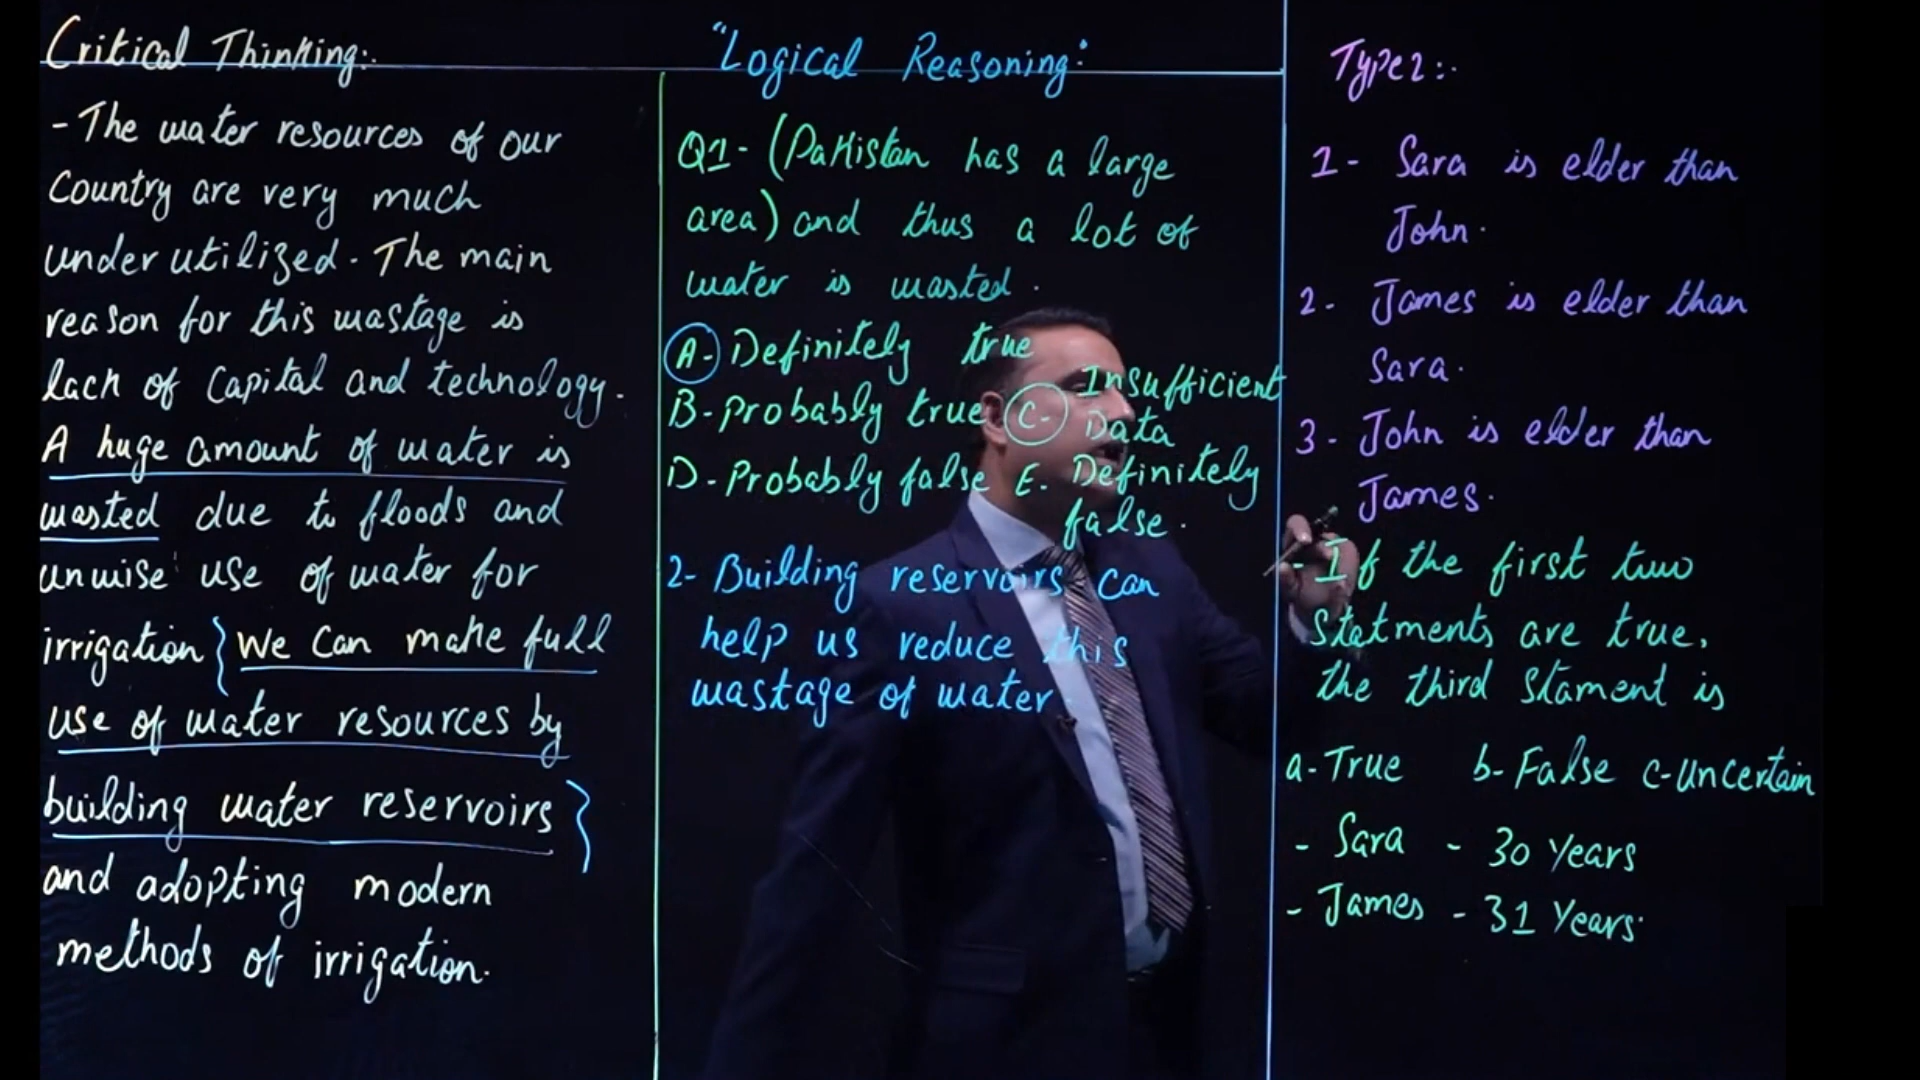 Critical Thinking:.
- The water resources of our
Country are very much
under utilized. The main
reason for this wastage is
lack of Capital and technology.
A huge amount of water is
wasted due to floods and
unwise use of water for
irrigation } We Can make full
use of water resources by
building water reservoirs }
and adopting modern
methods of irrigation.
"Logical Reasoning:
Q1- (Pakistan has a large
area) and thus a lot of
water is wasted.
A- Definitely true
B- Probably true C- Insufficient
Data
D- Probably false E. Definitely
false.
2- Building reservoirs can
help us reduce this
wastage of water.
Type 2:.
1- Sara is elder than
John.
2. James is elder than
Sara.
3- John is elder than
James.
- If the first two
Statments are true,
the third Stament is
a- True b- False c- Uncertain
- Sara - 30 Years
- James - 31 Years.